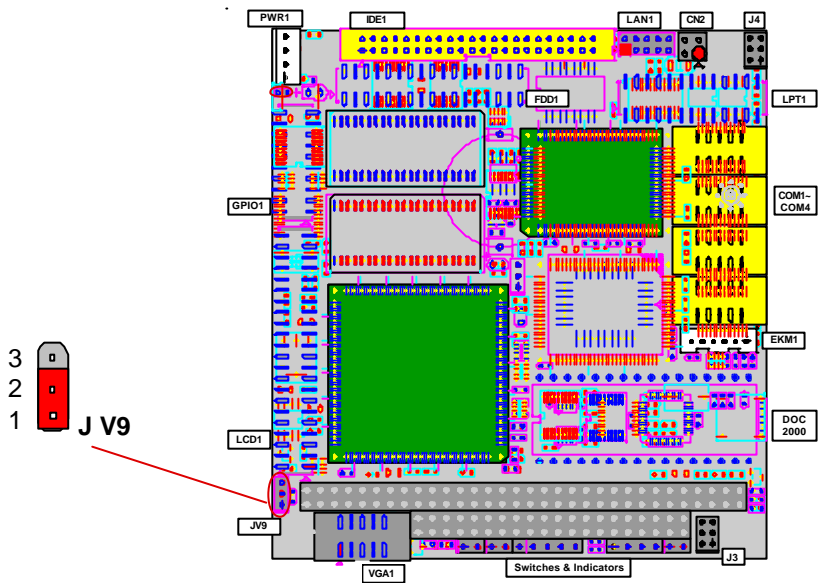 PWR1
IDE1
LAN1
CN2
J4
FDD1
LPT1
GPIO1
COM1~
COM4
EKM1
3
2
1
J V9
LCD1
DOC
2000
JV9
VGA1
Switches & Indicators
J3